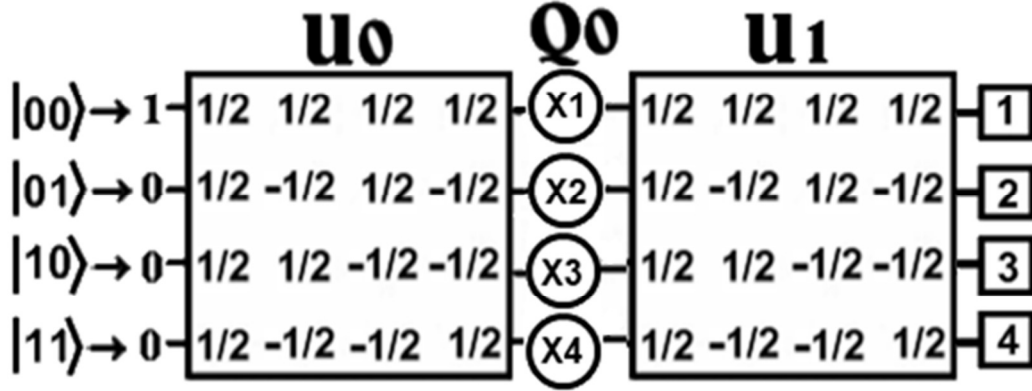 u0 Q0 u1
|00⟩→ 1 1/2 1/2 1/2 1/2 X1 1/2 1/2 1/2 1/2 1
|01⟩→ 0 1/2 -1/2 1/2 -1/2 X2 1/2 -1/2 1/2 -1/2 2
|10⟩→ 0 1/2 1/2 -1/2 -1/2 X3 1/2 1/2 -1/2 -1/2 3
|11⟩→ 0 1/2 -1/2 -1/2 1/2 X4 1/2 -1/2 -1/2 1/2 4